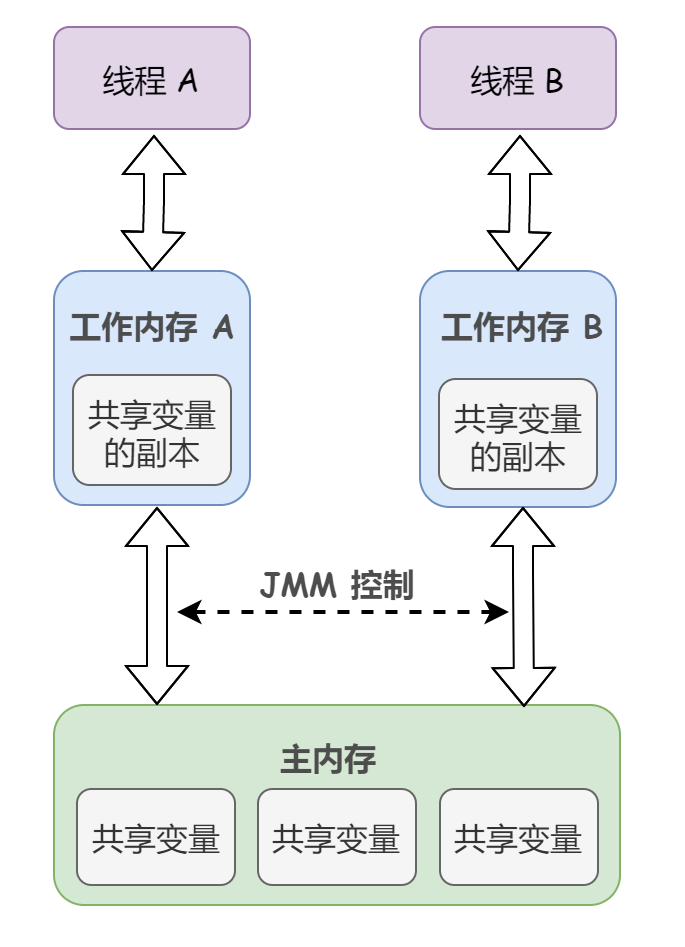 线程 A
线程 B
工作内存 A
工作内存 B
共享变量
的副本
共享变量
的副本
JMM 控制
主内存
共享变量
共享变量
共享变量